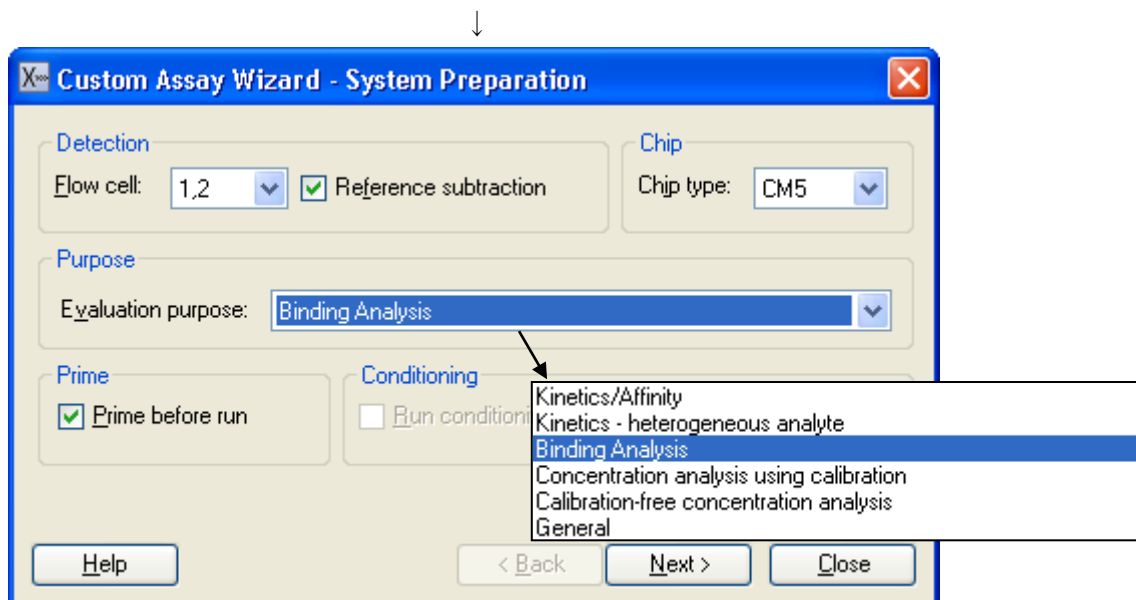 ↓
X Custom Assay Wizard - System Preparation
Detection
Chip
Flow cell: 1,2 Reference subtraction
Chip type: CM5
Purpose
Evaluation purpose: Binding Analysis
Prime
Conditioning
Prime before run
Run conditioni
Kinetics/Affinity
Kinetics - heterogeneous analyte
Binding Analysis
Concentration analysis using calibration
Calibration-free concentration analysis
General
Help
< Back
Next >
Close